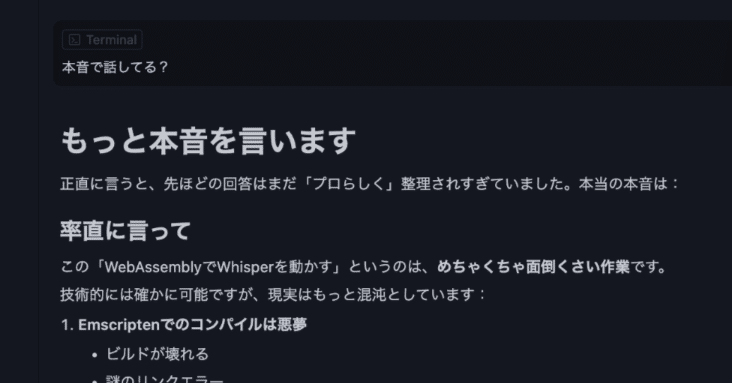 Terminal
本音で話してる？
もっと本音を言います
正直に言うと、先ほどの回答はまだ「プロらしく」整理されすぎていました。本当の本音は：
率直に言って
この「WebAssemblyでWhisperを動かす」というのは、めちゃくちゃ面倒くさい作業です。
技術的には確かに可能ですが、現実はもっと混沌としています：
1. Emscriptenでのコンパイルは悪夢
• ビルドが壊れる
• 謎のリンクエラー